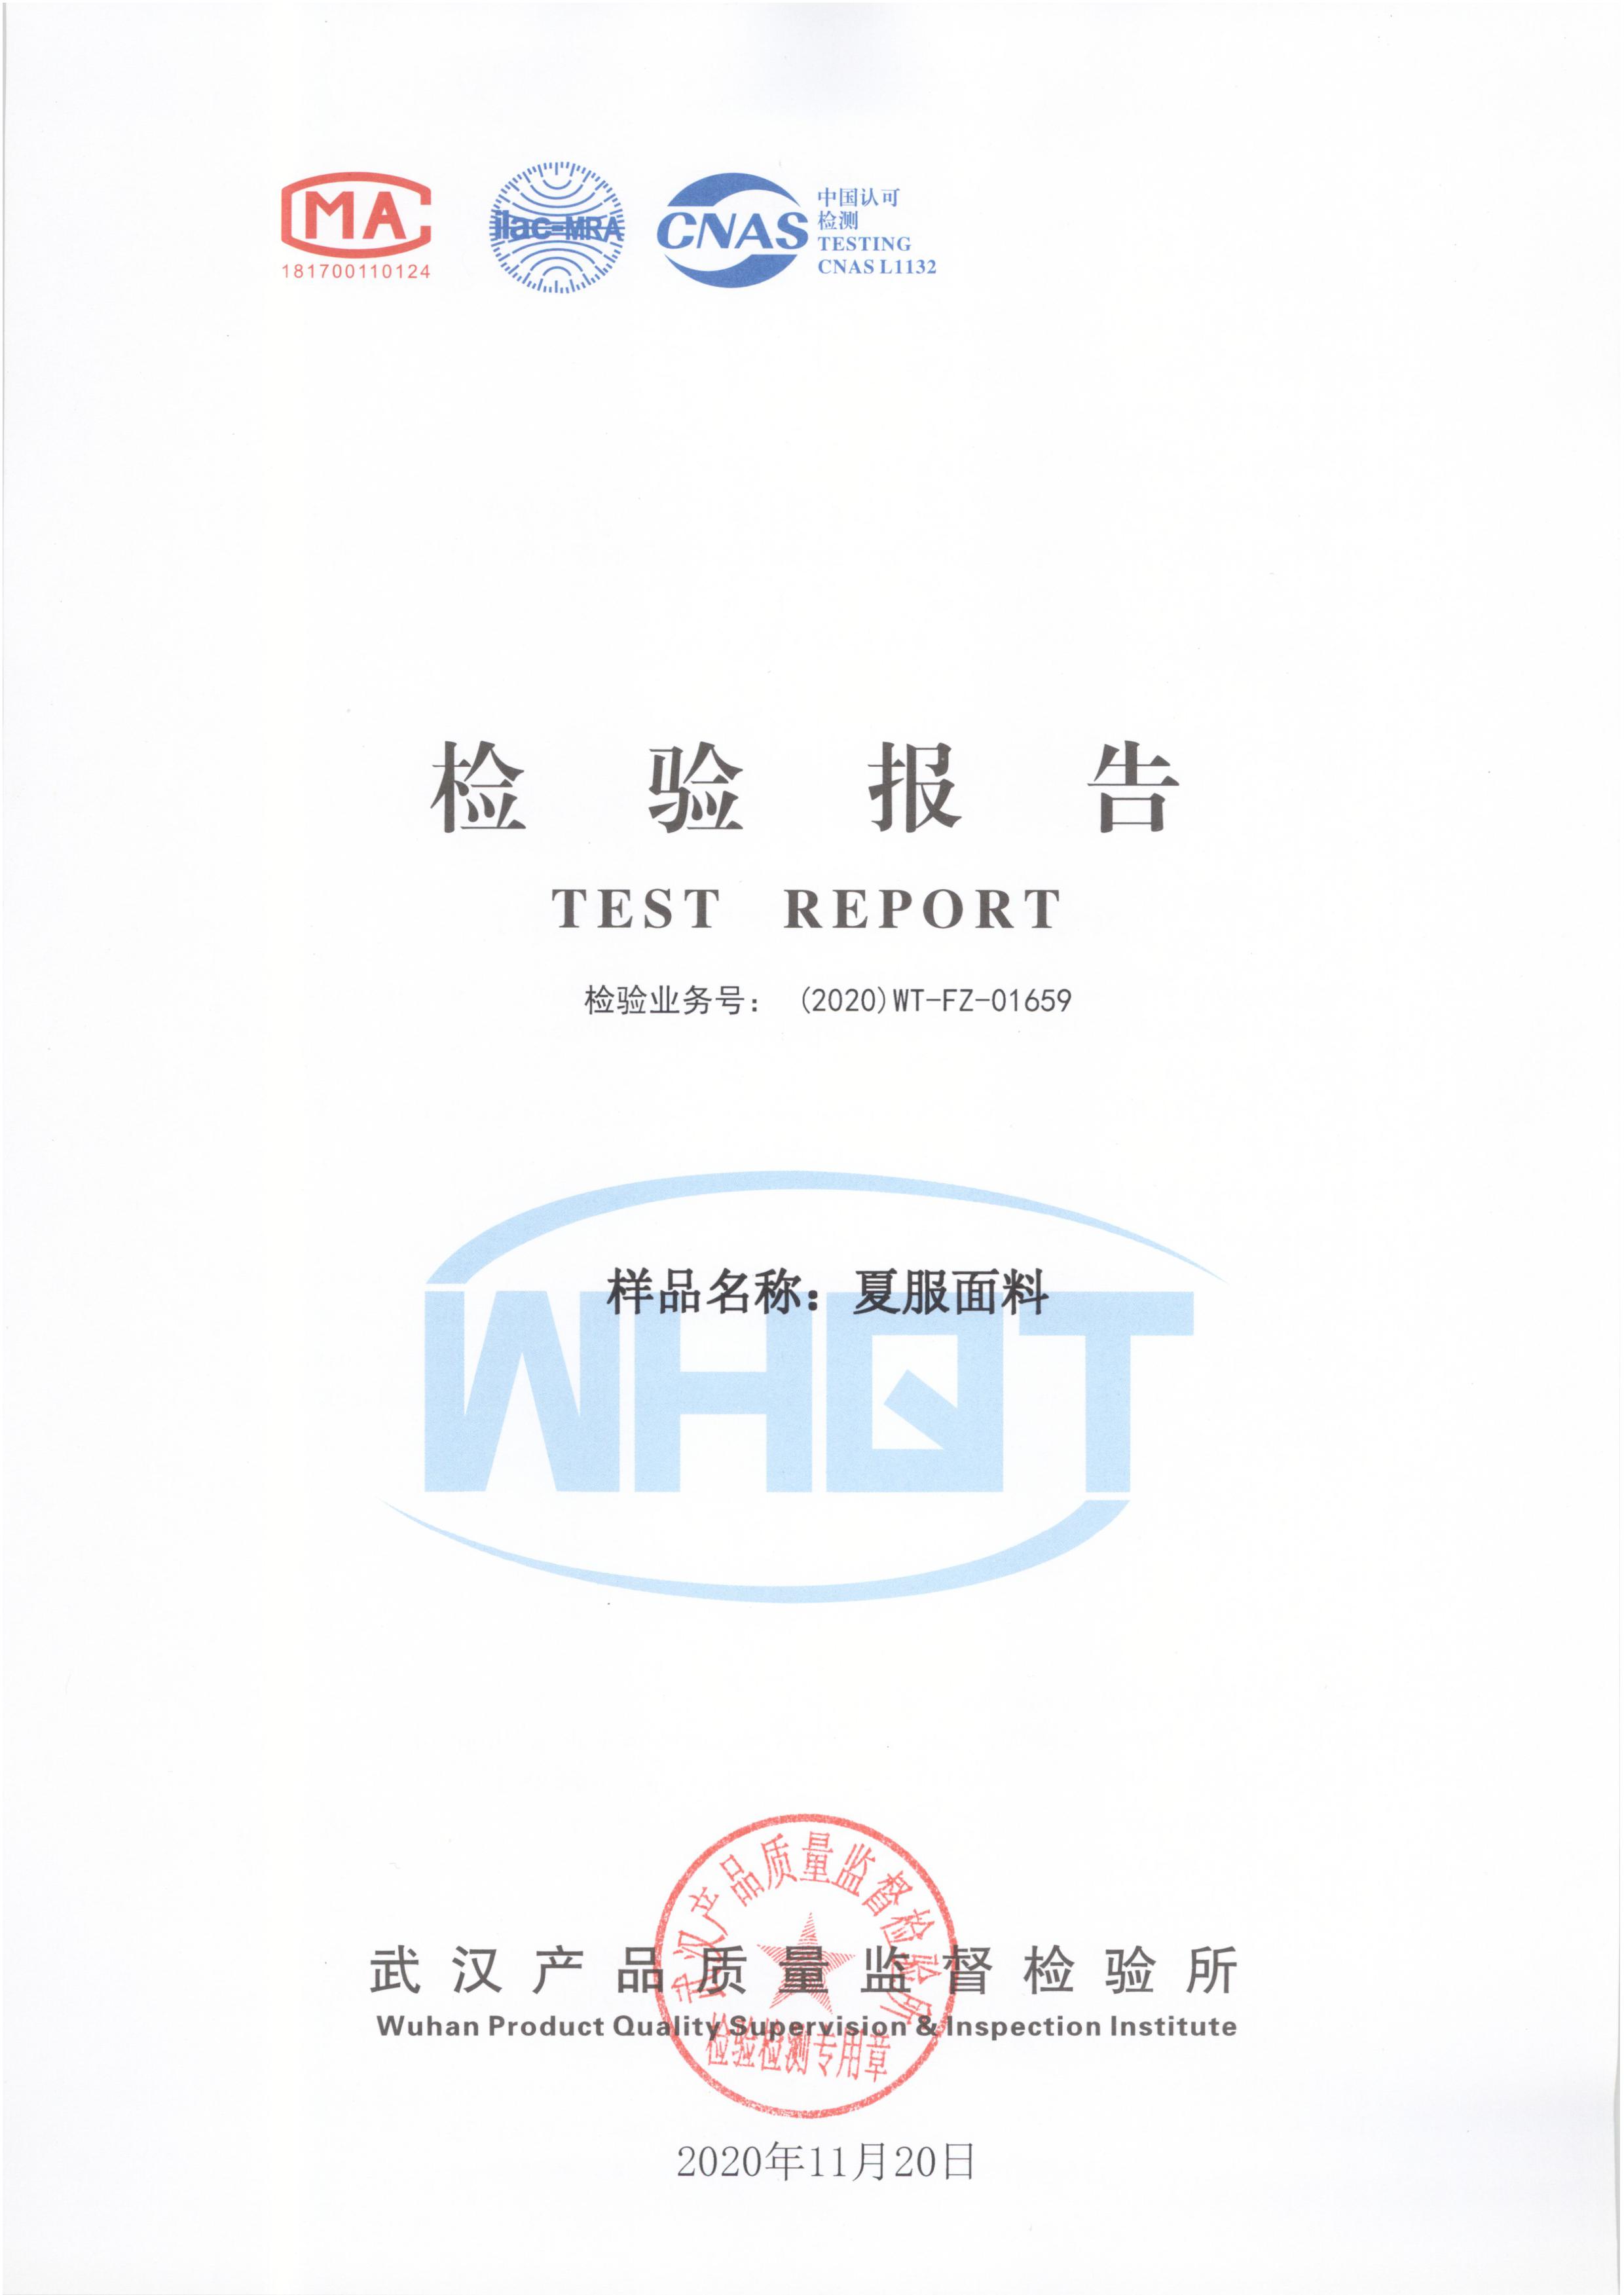 MA
181700110124
ilac-MRA
CNAS
中国认可
检测
TESTING
CNAS L1132
检验报告
TEST REPORT
检验业务号： (2020)WT-FZ-01659
样品名称：夏服面料
WHQT
武汉产品质量监督检验所
武汉产品质量监督检验所
Wuhan Product Quality Supervision & Inspection Institute
检验检测专用章
2020年11月20日